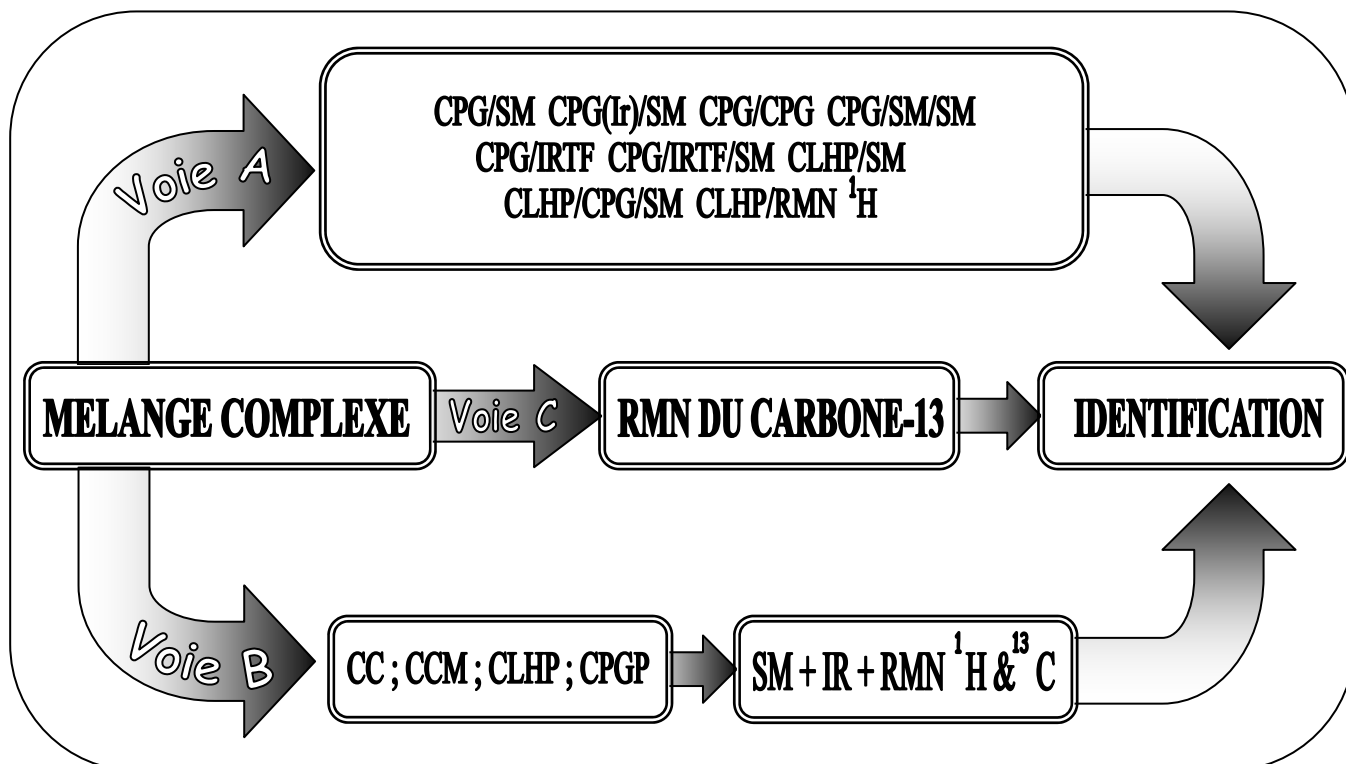 CPG/SM CPG(Ir)/SM CPG/CPG CPG/SM/SM
CPG/IRTF CPG/IRTF/SM CLHP/SM
CLHP/CPG/SM CLHP/RMN ¹H
Voie A
MELANGE COMPLEXE
Voie C
RMN DU CARBONE-13
IDENTIFICATION
Voie B
CC ; CCM ; CLHP ; CPGP
SM + IR + RMN ¹H & ¹³C